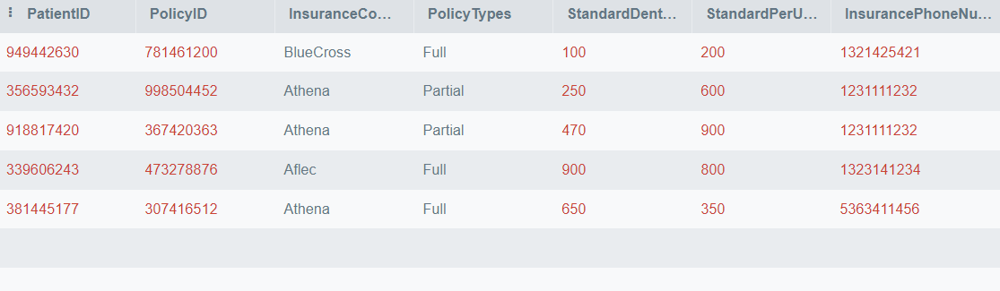 PatientID PolicyID InsuranceCo... PolicyTypes StandardDent... StandardPerU... InsurancePhoneNu...
949442630 781461200 BlueCross Full 100 200 1321425421
356593432 998504452 Athena Partial 250 600 1231111232
918817420 367420363 Athena Partial 470 900 1231111232
339606243 473278876 Aflec Full 900 800 1323141234
381445177 307416512 Athena Full 650 350 5363411456